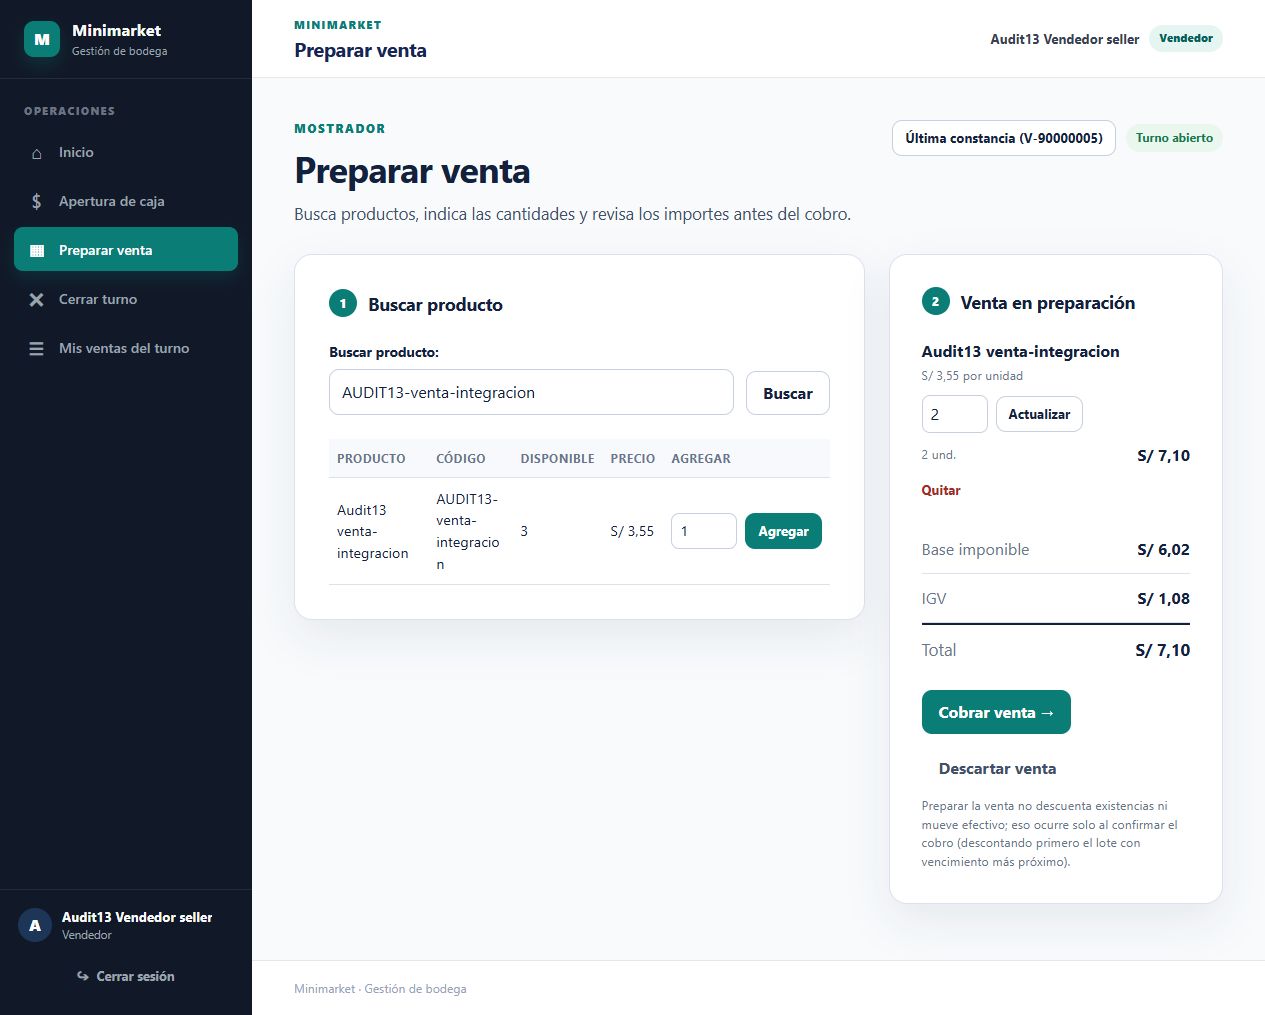 M
Minimarket
Gestión de bodega
OPERACIONES
Inicio
$ Apertura de caja
Preparar venta
Cerrar turno
Mis ventas del turno
A
Audit13 Vendedor seller
Vendedor
Cerrar sesión
MINIMARKET
Preparar venta
Audit13 Vendedor seller
Vendedor
MOSTRADOR
Preparar venta
Busca productos, indica las cantidades y revisa los importes antes del cobro.
Última constancia (V-90000005)
Turno abierto
1 Buscar producto
Buscar producto:
AUDIT13-venta-integracion
Buscar
PRODUCTO CÓDIGO DISPONIBLE PRECIO AGREGAR
Audit13
venta-
integracion
AUDIT13-
venta-
integracio
n
3
S/ 3,55
1
Agregar
2 Venta en preparación
Audit13 venta-integracion
S/ 3,55 por unidad
2
Actualizar
2 und. S/ 7,10
Quitar
Base imponible S/ 6,02
IGV S/ 1,08
Total S/ 7,10
Cobrar venta →
Descartar venta
Preparar la venta no descuenta existencias ni
mueve efectivo; eso ocurre solo al confirmar el
cobro (descontando primero el lote con
vencimiento más próximo).
Minimarket · Gestión de bodega